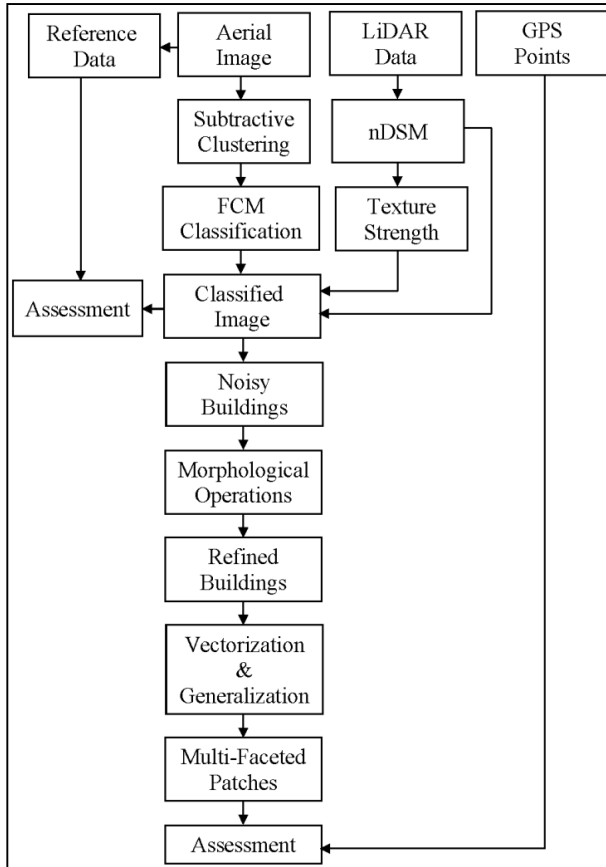 Reference
Data
Aerial
Image
LiDAR
Data
GPS
Points
Subtractive
Clustering
nDSM
FCM
Classification
Texture
Strength
Assessment
Classified
Image
Noisy
Buildings
Morphological
Operations
Refined
Buildings
Vectorization
&
Generalization
Multi-Faceted
Patches
Assessment